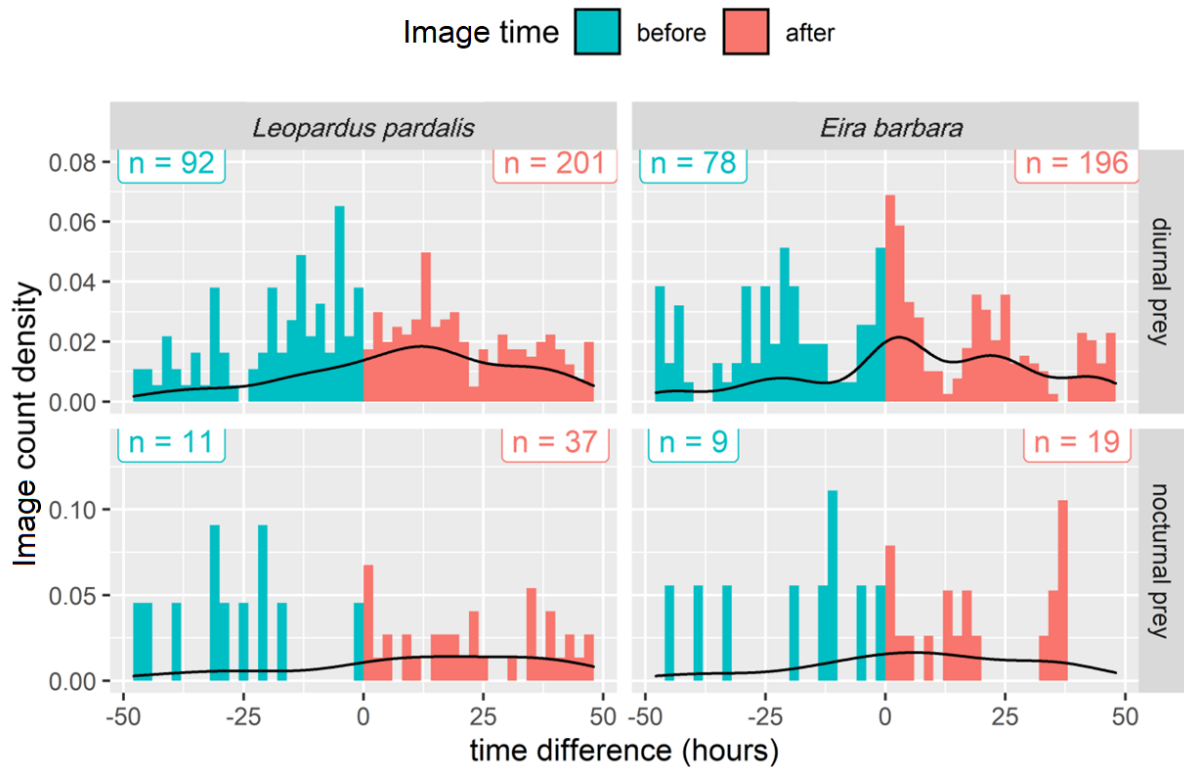 Image time before after
Leopardus pardalis Eira barbara
n = 92 n = 201 n = 78 n = 196
0.08
0.06
0.04
0.02
0.00
diurnal prey
n = 11 n = 37 n = 9 n = 19
0.10
0.05
0.00
nocturnal prey
Image count density
-50 -25 0 25 50 -50 -25 0 25 50
time difference (hours)